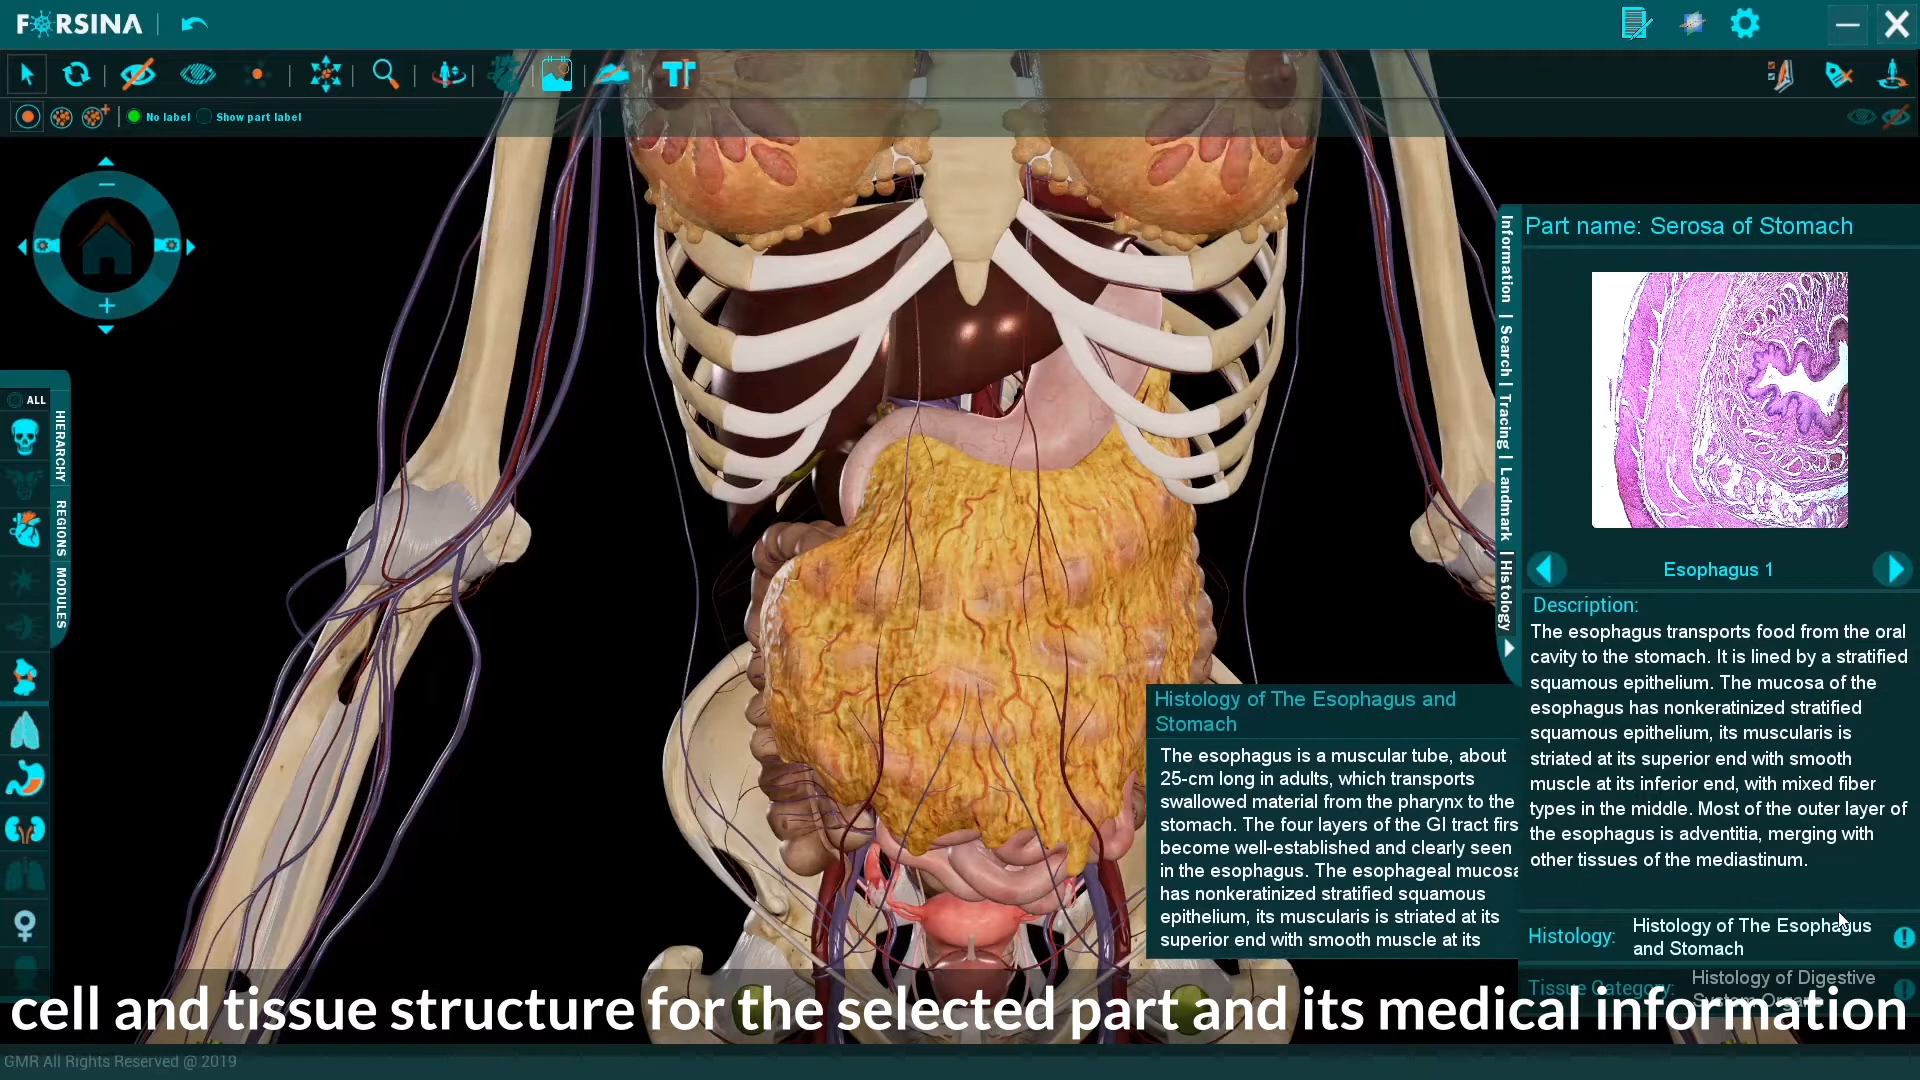 FORSINA
No label
Show part label
ALL
HIERARCHY
REGIONS
MODULES
Information | Search | Tracing | Landmark | Histology
Part name: Serosa of Stomach
Esophagus 1
Description:
The esophagus transports food from the oral
cavity to the stomach. It is lined by a stratified
squamous epithelium. The mucosa of the
esophagus has nonkeratinized stratified
squamous epithelium, its muscularis is
striated at its superior end with smooth
muscle at its inferior end, with mixed fiber
types in the middle. Most of the outer layer of
the esophagus is adventitia, merging with
other tissues of the mediastinum.
Histology of The Esophagus and
Stomach
The esophagus is a muscular tube, about
25-cm long in adults, which transports
swallowed material from the pharynx to the
stomach. The four layers of the GI tract firs
become well-established and clearly seen
in the esophagus. The esophageal mucosa
has nonkeratinized stratified squamous
epithelium, its muscularis is striated at its
superior end with smooth muscle at its
Histology:
Histology of The Esophagus
and Stomach
Tissue Category:
Histology of Digestive
System Organs
cell and tissue structure for the selected part and its medical information
GMR All Rights Reserved @ 2019